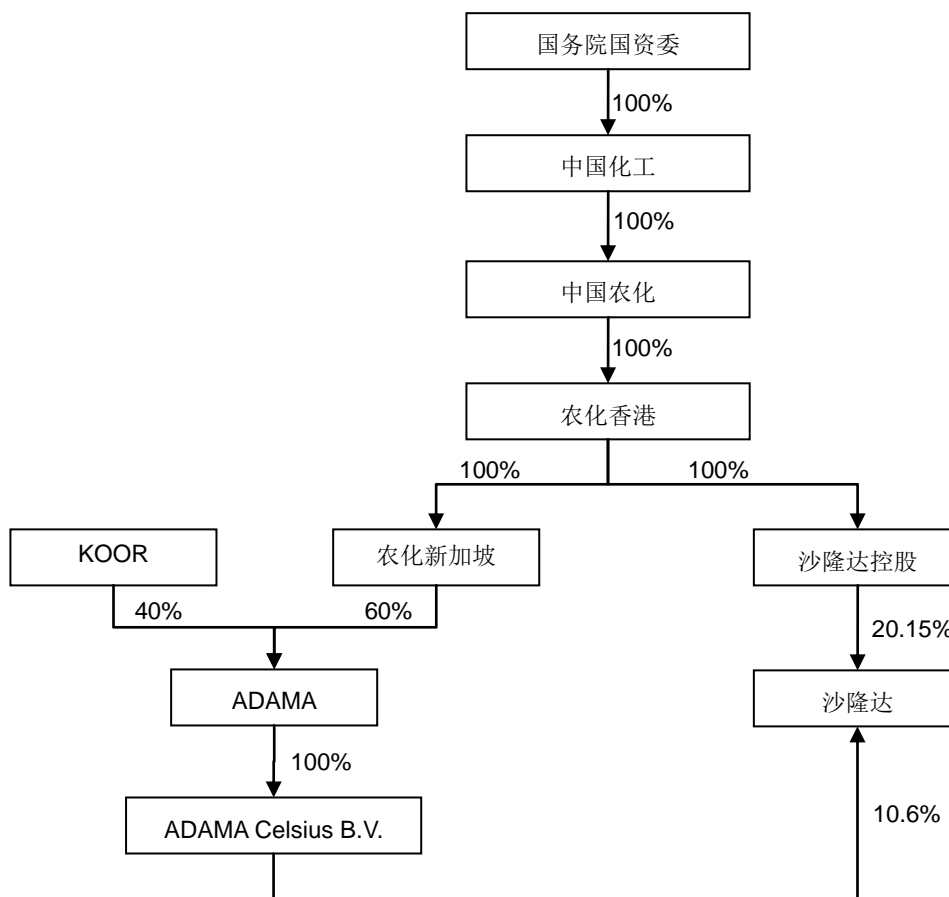 国务院国资委
100%
中国化工
100%
中国农化
100%
农化香港
100%
100%
KOOR
农化新加坡
沙隆达控股
40%
60%
20.15%
ADAMA
沙隆达
100%
ADAMA Celsius B.V.
10.6%